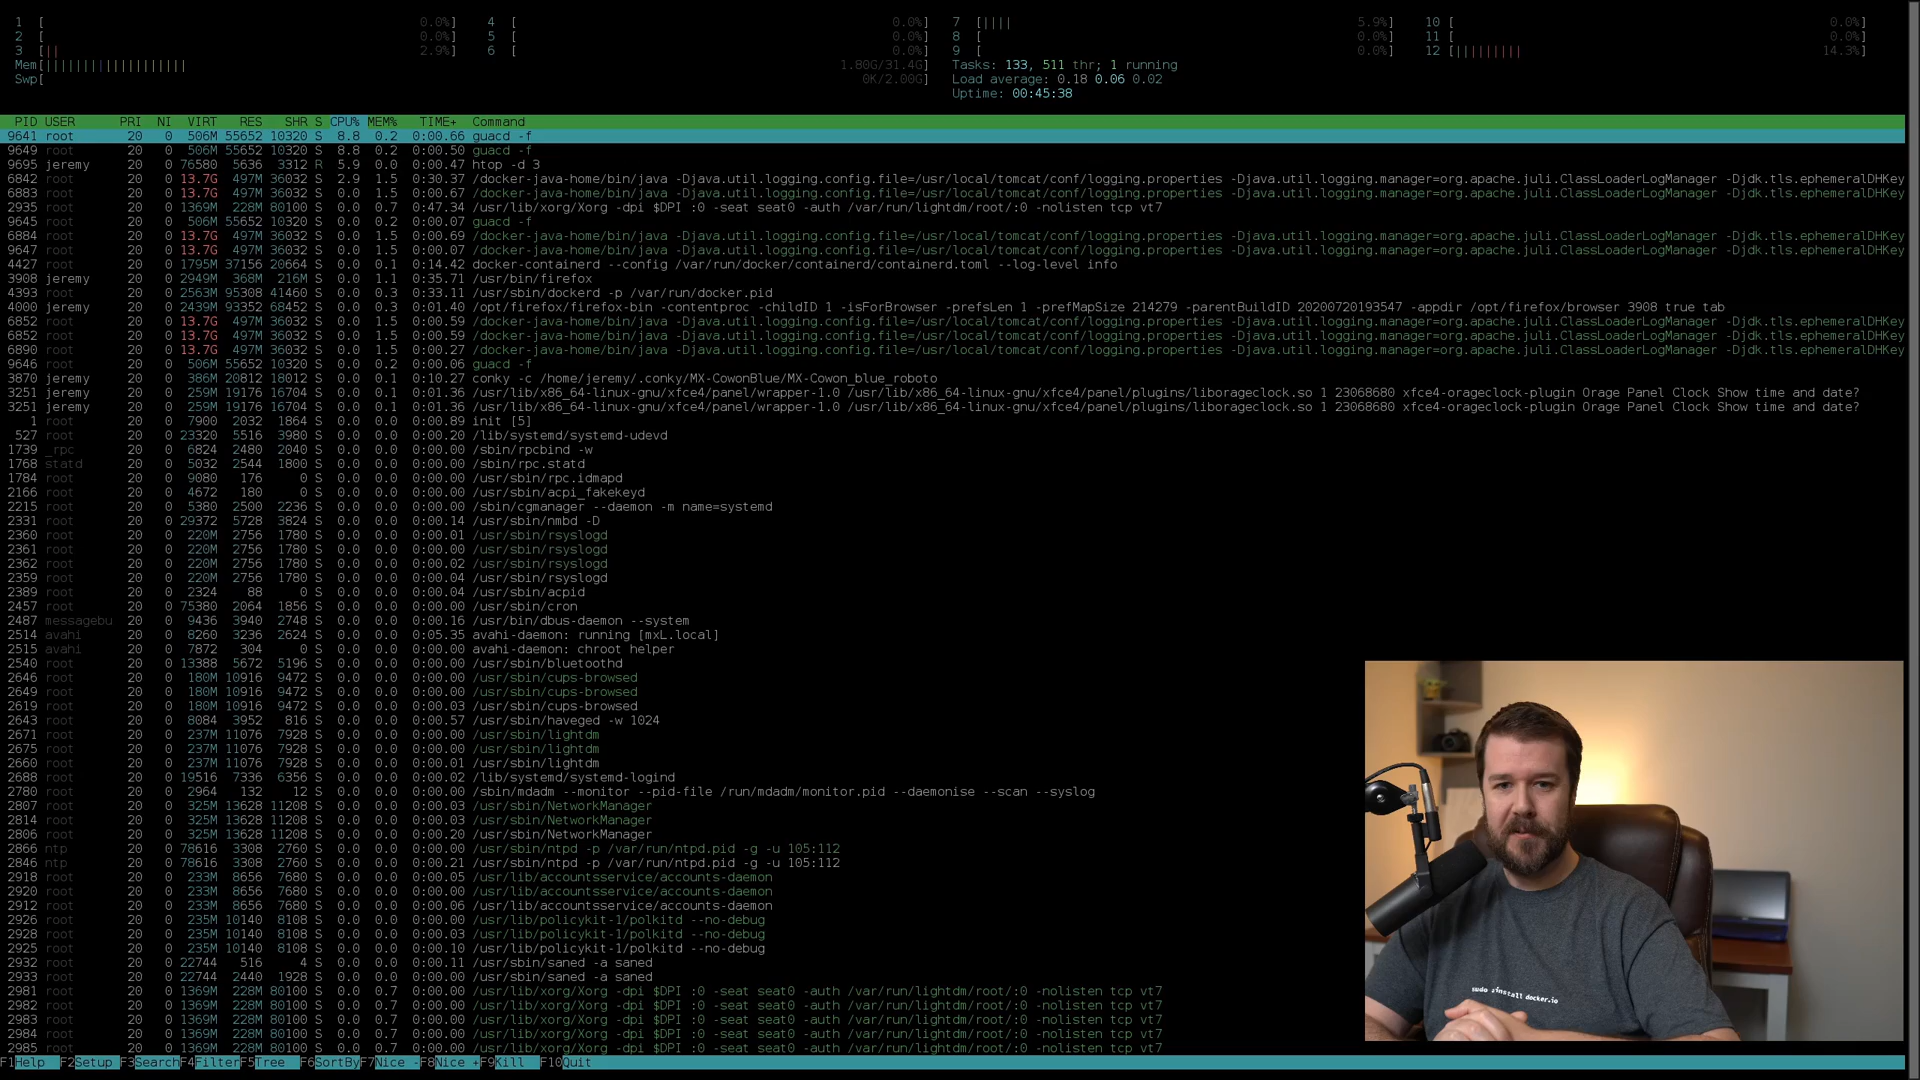 1 [ 0.0%] 4 [ 0.0%] 7 [|||| 5.9%] 10 [ 0.0%]
2 [ 0.0%] 5 [ 0.0%] 8 [ 0.0%] 11 [ 0.0%]
3 [|| 2.9%] 6 [ 0.0%] 9 [ 0.0%] 12 [||||||||| 14.3%]
Mem[||||||||||||||||||| 1.80G/31.4G] Tasks: 133, 511 thr; 1 running
Swp[ 0K/2.00G] Load average: 0.18 0.06 0.02
Uptime: 00:45:38
PID USER PRI NI VIRT RES SHR S CPU% MEM% TIME+ Command
9641 root 20 0 506M 55652 10320 S 8.8 0.2 0:00.66 guacd -f
9649 root 20 0 506M 55652 10320 S 8.8 0.2 0:00.50 guacd -f
9695 jeremy 20 0 76580 5636 3312 R 5.9 0.0 0:00.47 htop -d 3
6842 root 20 0 13.7G 497M 36032 S 2.9 1.5 0:30.37 /docker-java-home/bin/java -Djava.util.logging.config.file=/usr/local/tomcat/conf/logging.properties -Djava.util.logging.manager=org.apache.juli.ClassLoaderLogManager -Djdk.tls.ephemeralDHKey
6883 root 20 0 13.7G 497M 36032 S 0.0 1.5 0:00.67 /docker-java-home/bin/java -Djava.util.logging.config.file=/usr/local/tomcat/conf/logging.properties -Djava.util.logging.manager=org.apache.juli.ClassLoaderLogManager -Djdk.tls.ephemeralDHKey
2935 root 20 0 1369M 228M 80100 S 0.0 0.7 0:47.34 /usr/lib/xorg/Xorg -dpi $DPI :0 -seat seat0 -auth /var/run/lightdm/root/:0 -nolisten tcp vt7
9645 root 20 0 506M 55652 10320 S 0.0 0.2 0:00.07 guacd -f
6884 root 20 0 13.7G 497M 36032 S 0.0 1.5 0:00.69 /docker-java-home/bin/java -Djava.util.logging.config.file=/usr/local/tomcat/conf/logging.properties -Djava.util.logging.manager=org.apache.juli.ClassLoaderLogManager -Djdk.tls.ephemeralDHKey
9647 root 20 0 13.7G 497M 36032 S 0.0 1.5 0:00.07 /docker-java-home/bin/java -Djava.util.logging.config.file=/usr/local/tomcat/conf/logging.properties -Djava.util.logging.manager=org.apache.juli.ClassLoaderLogManager -Djdk.tls.ephemeralDHKey
4427 root 20 0 1795M 37156 20664 S 0.0 0.1 0:14.42 docker-containerd --config /var/run/docker/containerd/containerd.toml --log-level info
3908 jeremy 20 0 2949M 368M 216M S 0.0 1.1 0:35.71 /usr/bin/firefox
4393 root 20 0 2563M 95308 41460 S 0.0 0.3 0:33.11 /usr/sbin/dockerd -p /var/run/docker.pid
4000 jeremy 20 0 2439M 93352 68452 S 0.0 0.3 0:01.40 /opt/firefox/firefox-bin -contentproc -childID 1 -isForBrowser -prefsLen 1 -prefMapSize 214279 -parentBuildID 20200720193547 -appdir /opt/firefox/browser 3908 true tab
6852 root 20 0 13.7G 497M 36032 S 0.0 1.5 0:00.59 /docker-java-home/bin/java -Djava.util.logging.config.file=/usr/local/tomcat/conf/logging.properties -Djava.util.logging.manager=org.apache.juli.ClassLoaderLogManager -Djdk.tls.ephemeralDHKey
6852 root 20 0 13.7G 497M 36032 S 0.0 1.5 0:00.59 /docker-java-home/bin/java -Djava.util.logging.config.file=/usr/local/tomcat/conf/logging.properties -Djava.util.logging.manager=org.apache.juli.ClassLoaderLogManager -Djdk.tls.ephemeralDHKey
6890 root 20 0 13.7G 497M 36032 S 0.0 1.5 0:00.27 /docker-java-home/bin/java -Djava.util.logging.config.file=/usr/local/tomcat/conf/logging.properties -Djava.util.logging.manager=org.apache.juli.ClassLoaderLogManager -Djdk.tls.ephemeralDHKey
9646 root 20 0 506M 55652 10320 S 0.0 0.2 0:00.06 guacd -f
3870 jeremy 20 0 386M 20812 18012 S 0.0 0.1 0:10.27 conky -c /home/jeremy/.conky/MX-CowonBlue/MX-Cowon_blue_roboto
3251 jeremy 20 0 259M 19176 16704 S 0.0 0.1 0:01.36 /usr/lib/x86_64-linux-gnu/xfce4/panel/wrapper-1.0 /usr/lib/x86_64-linux-gnu/xfce4/panel/plugins/liborageclock.so 1 23068680 xfce4-orageclock-plugin Orage Panel Clock Show time and date?
3251 jeremy 20 0 259M 19176 16704 S 0.0 0.1 0:01.36 /usr/lib/x86_64-linux-gnu/xfce4/panel/wrapper-1.0 /usr/lib/x86_64-linux-gnu/xfce4/panel/plugins/liborageclock.so 1 23068680 xfce4-orageclock-plugin Orage Panel Clock Show time and date?
1 root 20 0 7900 2032 1864 S 0.0 0.0 0:00.89 init [5]
527 root 20 0 23320 5516 3980 S 0.0 0.0 0:00.20 /lib/systemd/systemd-udevd
1739 _rpc 20 0 6824 2480 2040 S 0.0 0.0 0:00.00 /sbin/rpcbind -w
1768 statd 20 0 5032 2544 1800 S 0.0 0.0 0:00.00 /sbin/rpc.statd
1784 root 20 0 9080 176 0 S 0.0 0.0 0:00.00 /usr/sbin/rpc.idmapd
2166 root 20 0 4672 180 0 S 0.0 0.0 0:00.00 /usr/sbin/acpi_fakekeyd
2215 root 20 0 5380 2500 2236 S 0.0 0.0 0:00.00 /sbin/cgmanager --daemon -m name=systemd
2331 root 20 0 29372 5728 3824 S 0.0 0.0 0:00.14 /usr/sbin/nmbd -D
2360 root 20 0 220M 2756 1780 S 0.0 0.0 0:00.01 /usr/sbin/rsyslogd
2361 root 20 0 220M 2756 1780 S 0.0 0.0 0:00.00 /usr/sbin/rsyslogd
2362 root 20 0 220M 2756 1780 S 0.0 0.0 0:00.02 /usr/sbin/rsyslogd
2359 root 20 0 220M 2756 1780 S 0.0 0.0 0:00.04 /usr/sbin/rsyslogd
2389 root 20 0 2324 88 0 S 0.0 0.0 0:00.04 /usr/sbin/acpid
2457 root 20 0 75380 2064 1856 S 0.0 0.0 0:00.00 /usr/sbin/cron
2487 messagebu 20 0 9436 3940 2748 S 0.0 0.0 0:00.16 /usr/bin/dbus-daemon --system
2514 avahi 20 0 8260 3236 2624 S 0.0 0.0 0:05.35 avahi-daemon: running [mxL.local]
2515 avahi 20 0 7872 304 0 S 0.0 0.0 0:00.00 avahi-daemon: chroot helper
2540 root 20 0 13388 5672 5196 S 0.0 0.0 0:00.00 /usr/sbin/bluetoothd
2646 root 20 0 180M 10916 9472 S 0.0 0.0 0:00.00 /usr/sbin/cups-browsed
2649 root 20 0 180M 10916 9472 S 0.0 0.0 0:00.00 /usr/sbin/cups-browsed
2619 root 20 0 180M 10916 9472 S 0.0 0.0 0:00.03 /usr/sbin/cups-browsed
2643 root 20 0 8084 3952 816 S 0.0 0.0 0:00.57 /usr/sbin/haveged -w 1024
2671 root 20 0 237M 11076 7928 S 0.0 0.0 0:00.00 /usr/sbin/lightdm
2675 root 20 0 237M 11076 7928 S 0.0 0.0 0:00.00 /usr/sbin/lightdm
2660 root 20 0 237M 11076 7928 S 0.0 0.0 0:00.01 /usr/sbin/lightdm
2688 root 20 0 19516 7336 6356 S 0.0 0.0 0:00.02 /lib/systemd/systemd-logind
2780 root 20 0 2964 132 12 S 0.0 0.0 0:00.00 /sbin/mdadm --monitor --pid-file /run/mdadm/monitor.pid --daemonise --scan --syslog
2807 root 20 0 325M 13628 11208 S 0.0 0.0 0:00.03 /usr/sbin/NetworkManager
2814 root 20 0 325M 13628 11208 S 0.0 0.0 0:00.03 /usr/sbin/NetworkManager
2806 root 20 0 325M 13628 11208 S 0.0 0.0 0:00.20 /usr/sbin/NetworkManager
2866 ntp 20 0 78616 3308 2760 S 0.0 0.0 0:00.00 /usr/sbin/ntpd -p /var/run/ntpd.pid -g -u 105:112
2846 ntp 20 0 78616 3308 2760 S 0.0 0.0 0:00.21 /usr/sbin/ntpd -p /var/run/ntpd.pid -g -u 105:112
2918 root 20 0 233M 8656 7680 S 0.0 0.0 0:00.05 /usr/lib/accountsservice/accounts-daemon
2920 root 20 0 233M 8656 7680 S 0.0 0.0 0:00.00 /usr/lib/accountsservice/accounts-daemon
2912 root 20 0 233M 8656 7680 S 0.0 0.0 0:00.06 /usr/lib/accountsservice/accounts-daemon
2926 root 20 0 235M 10140 8108 S 0.0 0.0 0:00.00 /usr/lib/policykit-1/polkitd --no-debug
2928 root 20 0 235M 10140 8108 S 0.0 0.0 0:00.03 /usr/lib/policykit-1/polkitd --no-debug
2925 root 20 0 235M 10140 8108 S 0.0 0.0 0:00.10 /usr/lib/policykit-1/polkitd --no-debug
2932 root 20 0 22744 516 4 S 0.0 0.0 0:00.11 /usr/sbin/saned -a saned
2933 root 20 0 22744 2440 1928 S 0.0 0.0 0:00.00 /usr/sbin/saned -a saned
2981 root 20 0 1369M 228M 80100 S 0.0 0.7 0:00.00 /usr/lib/xorg/Xorg -dpi $DPI :0 -seat seat0 -auth /var/run/lightdm/root/:0 -nolisten tcp vt7
2982 root 20 0 1369M 228M 80100 S 0.0 0.7 0:00.00 /usr/lib/xorg/Xorg -dpi $DPI :0 -seat seat0 -auth /var/run/lightdm/root/:0 -nolisten tcp vt7
2983 root 20 0 1369M 228M 80100 S 0.0 0.7 0:00.00 /usr/lib/xorg/Xorg -dpi $DPI :0 -seat seat0 -auth /var/run/lightdm/root/:0 -nolisten tcp vt7
2984 root 20 0 1369M 228M 80100 S 0.0 0.7 0:00.00 /usr/lib/xorg/Xorg -dpi $DPI :0 -seat seat0 -auth /var/run/lightdm/root/:0 -nolisten tcp vt7
2985 root 20 0 1369M 228M 80100 S 0.0 0.7 0:00.00 /usr/lib/xorg/Xorg -dpi $DPI :0 -seat seat0 -auth /var/run/lightdm/root/:0 -nolisten tcp vt7
F1Help F2Setup F3Search F4Filter F5Tree F6SortBy F7Nice - F8Nice + F9Kill F10Quit
sudo install docker.io